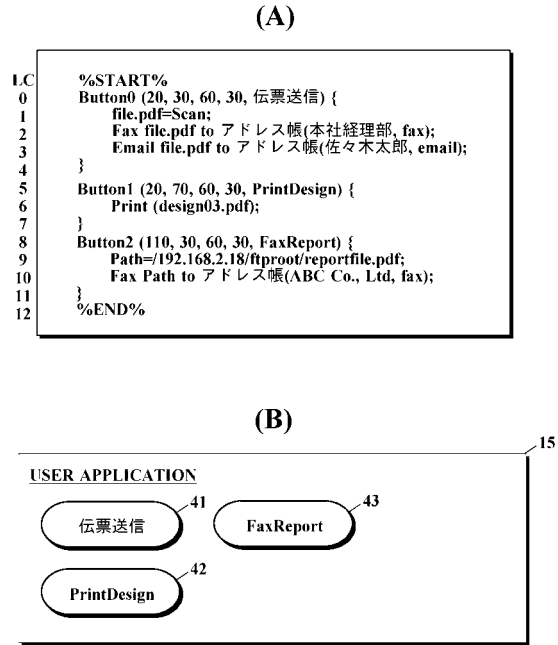 (A)
LC %START%
0 Button0 (20, 30, 60, 30, 伝票送信) {
1 file.pdf=Scan;
2 Fax file.pdf to アドレス帳(本社経理部, fax);
3 Email file.pdf to アドレス帳(佐々木太郎, email);
4 }
5 Button1 (20, 70, 60, 30, PrintDesign) {
6 Print (design03.pdf);
7 }
8 Button2 (110, 30, 60, 30, FaxReport) {
9 Path=/192.168.2.18/ftproot/reportfile.pdf;
10 Fax Path to アドレス帳(ABC Co., Ltd, fax);
11 }
12 %END%
(B)
15
USER APPLICATION
41 43
伝票送信 FaxReport
42
PrintDesign